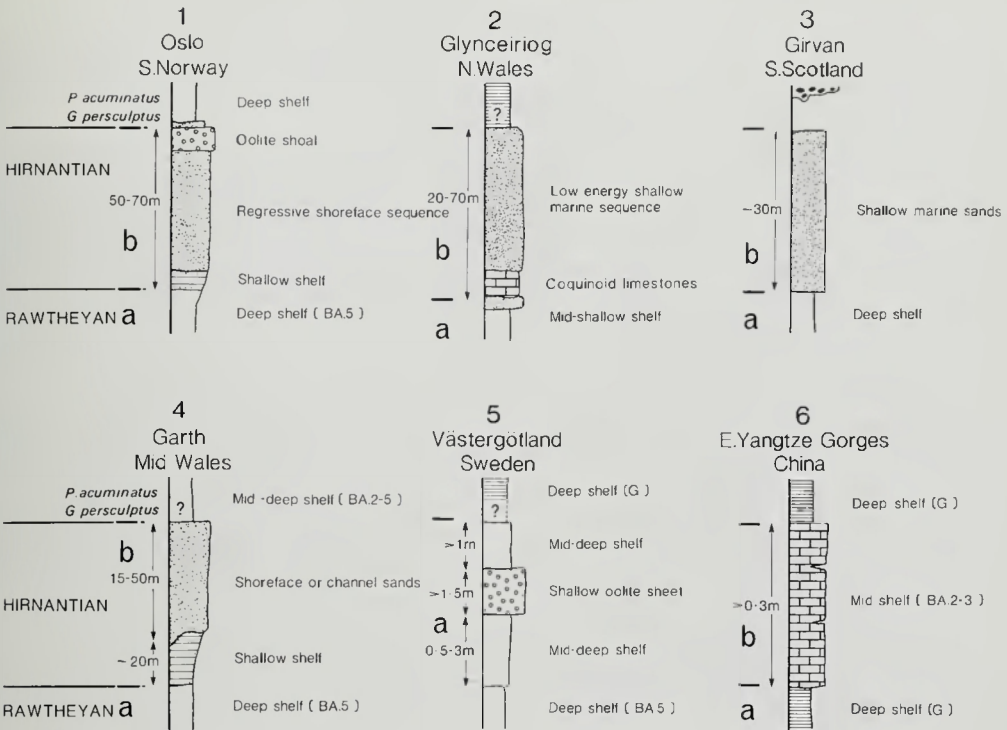 1
Oslo
S.Norway
P acuminatus
G persculptus
Deep shelf
Oolite shoal
HIRNANTIAN
50-70m
Regressive shoreface sequence
b
Shallow shelf
RAWTHEYAN a
Deep shelf ( BA.5 )
2
Glynceiriog
N.Wales
?
20-70m
Low energy shallow
marine sequence
b
Coquinoid limestones
a
Mid-shallow shelf
3
Girvan
S.Scotland
~30m
Shallow marine sands
b
a
Deep shelf
4
Garth
Mid Wales
P.acuminatus
G persculptus
?
Mid -deep shelf ( BA.2-5 )
b
15-50m
Shoreface or channel sands
HIRNANTIAN
~20m
Shallow shelf
RAWTHEYAN a
Deep shelf ( BA.5 )
5
Västergötland
Sweden
Deep shelf (G )
?
>1m
Mid-deep shelf
>1·5m
Shallow oolite sheet
a
0·5-3m
Mid-deep shelf
Deep shelf ( BA 5 )
6
E.Yangtze Gorges
China
Deep shelf (G)
>0·3m
Mid shelf ( BA.2-3 )
b
a
Deep shelf (G)